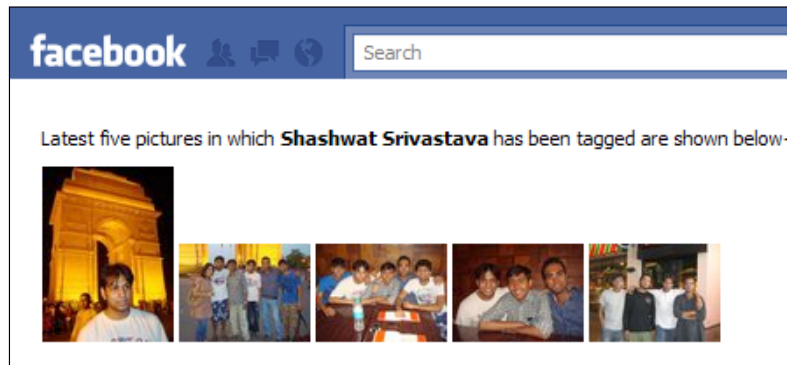 facebook
Search
Latest five pictures in which Shashwat Srivastava has been tagged are shown below-